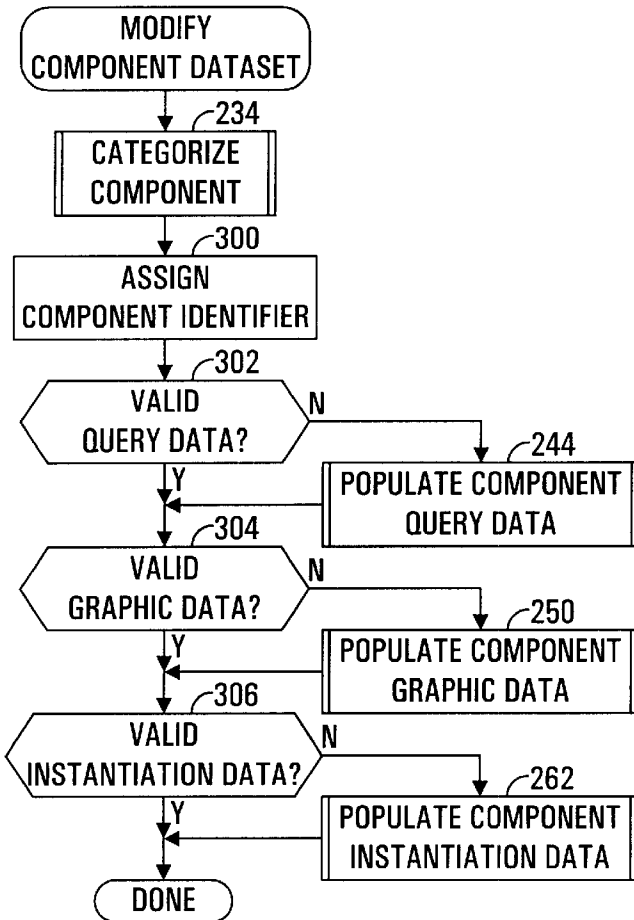 MODIFY
COMPONENT DATASET
234
CATEGORIZE
COMPONENT
300
ASSIGN
COMPONENT IDENTIFIER
302
VALID
QUERY DATA?
N
Y
244
POPULATE COMPONENT
QUERY DATA
304
VALID
GRAPHIC DATA?
N
Y
250
POPULATE COMPONENT
GRAPHIC DATA
306
VALID
INSTANTIATION DATA?
N
Y
262
POPULATE COMPONENT
INSTANTIATION DATA
DONE